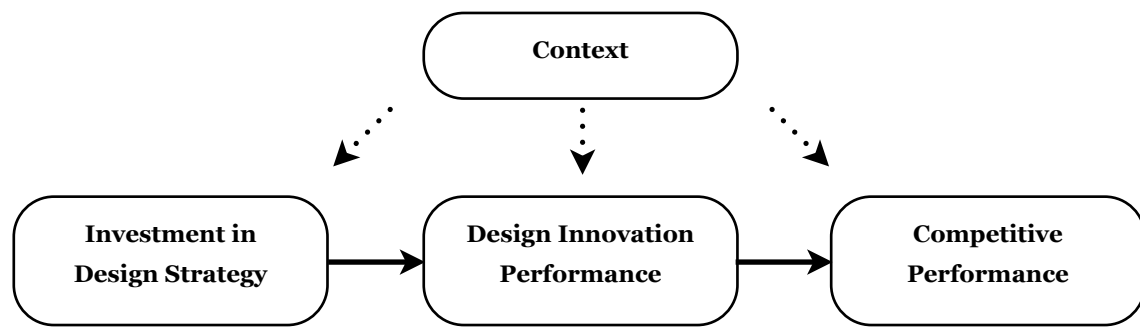 Context
Investment in
Design Strategy
Design Innovation
Performance
Competitive
Performance